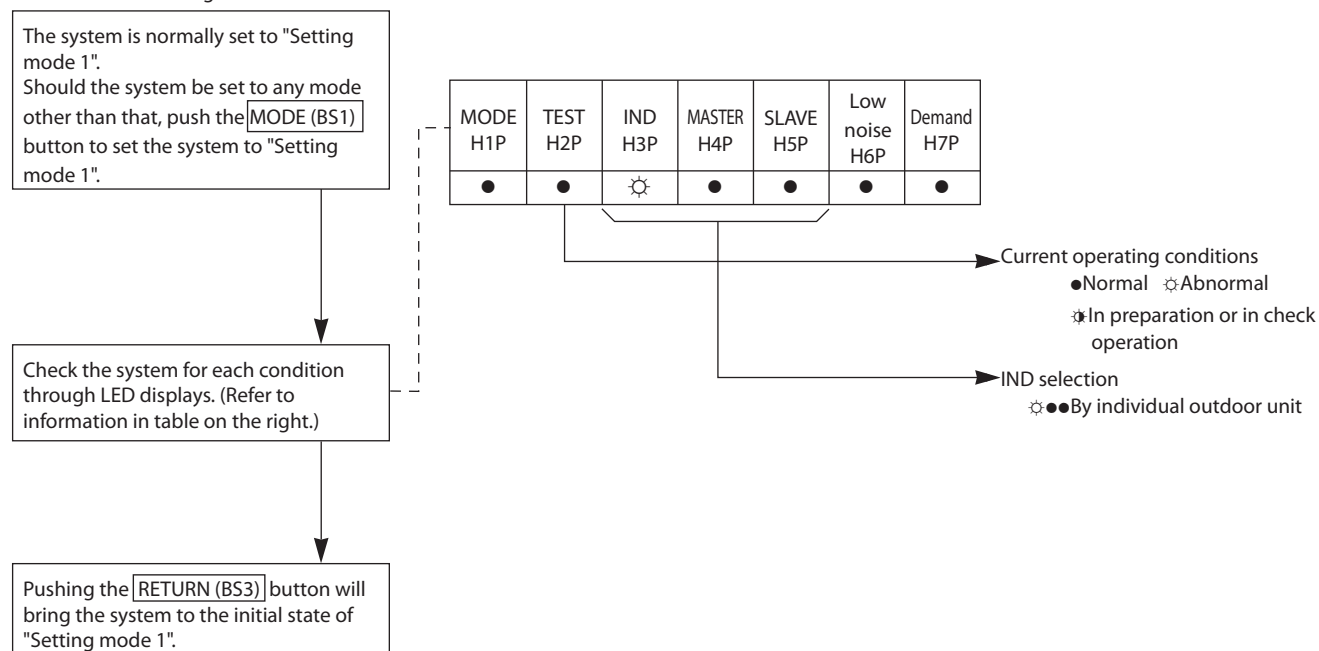 The system is normally set to "Setting
mode 1".
Should the system be set to any mode
other than that, push the MODE (BS1)
button to set the system to "Setting
mode 1".
MODE
H1P
TEST
H2P
IND
H3P
MASTER
H4P
SLAVE
H5P
Low
noise
H6P
Demand
H7P
Current operating conditions
●Normal ☼Abnormal
In preparation or in check
operation
IND selection
☼●●By individual outdoor unit
Check the system for each condition
through LED displays. (Refer to
information in table on the right.)
Pushing the RETURN (BS3) button will
bring the system to the initial state of
"Setting mode 1".